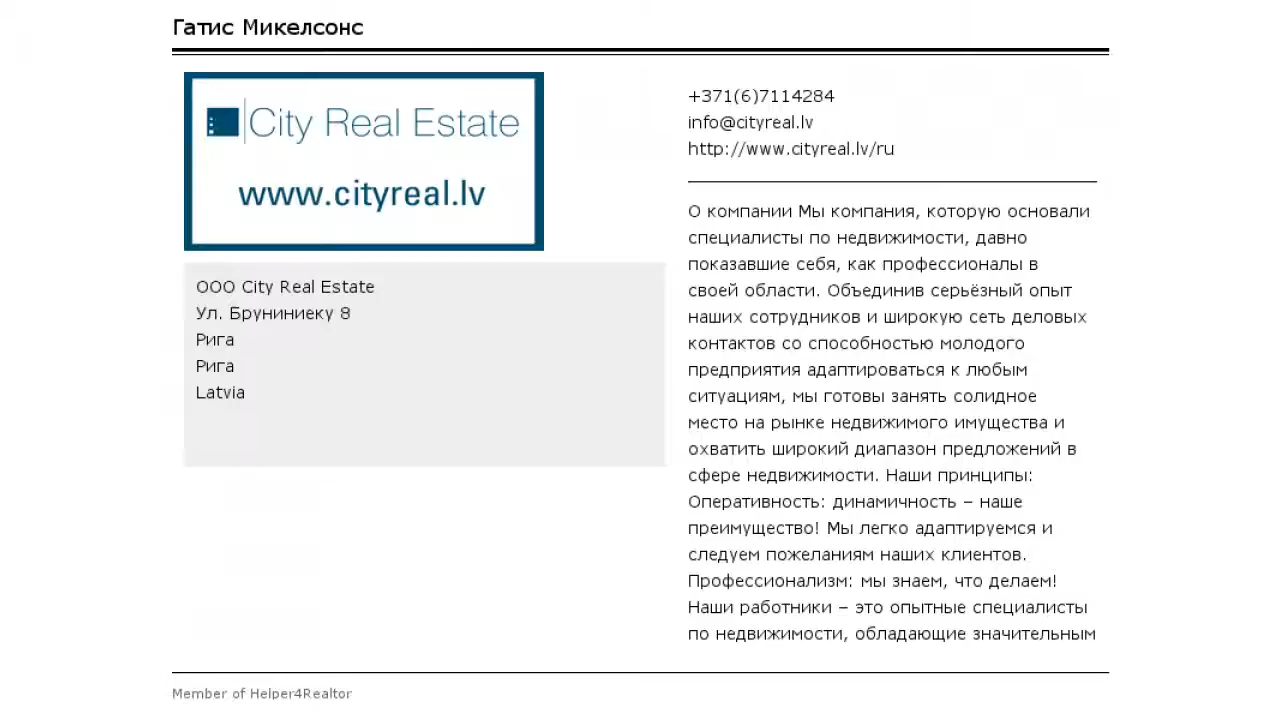 Гатис Микелсонс
City Real Estate
www.cityreal.lv
ООО City Real Estate
Ул. Бруниниеку 8
Рига
Рига
Latvia
+371(6)7114284
info@cityreal.lv
http://www.cityreal.lv/ru
О компании Мы компания, которую основали
специалисты по недвижимости, давно
показавшие себя, как профессионалы в
своей области. Объединив серьёзный опыт
наших сотрудников и широкую сеть деловых
контактов со способностью молодого
предприятия адаптироваться к любым
ситуациям, мы готовы занять солидное
место на рынке недвижимого имущества и
охватить широкий диапазон предложений в
сфере недвижимости. Наши принципы:
Оперативность: динамичность – наше
преимущество! Мы легко адаптируемся и
следуем пожеланиям наших клиентов.
Профессионализм: мы знаем, что делаем!
Наши работники – это опытные специалисты
по недвижимости, обладающие значительным
Member of Helper4Realtor